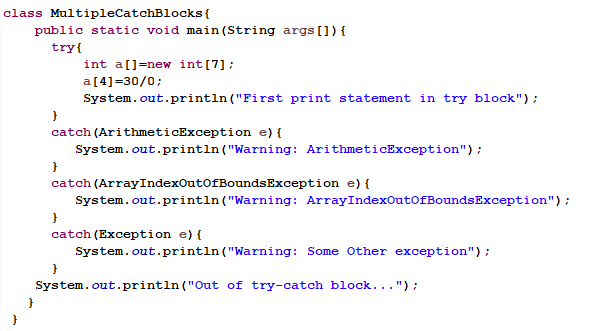 class MultipleCatchBlocks{
public static void main(String args[]){
try{
int a[]=new int[7];
a[4]=30/0;
System.out.println("First print statement in try block");
}
catch(ArithmeticException e){
System.out.println("Warning: ArithmeticException");
}
catch(ArrayIndexOutOfBoundsException e){
System.out.println("Warning: ArrayIndexOutOfBoundsException");
}
catch(Exception e){
System.out.println("Warning: Some Other exception");
}
System.out.println("Out of try-catch block...");
}
}